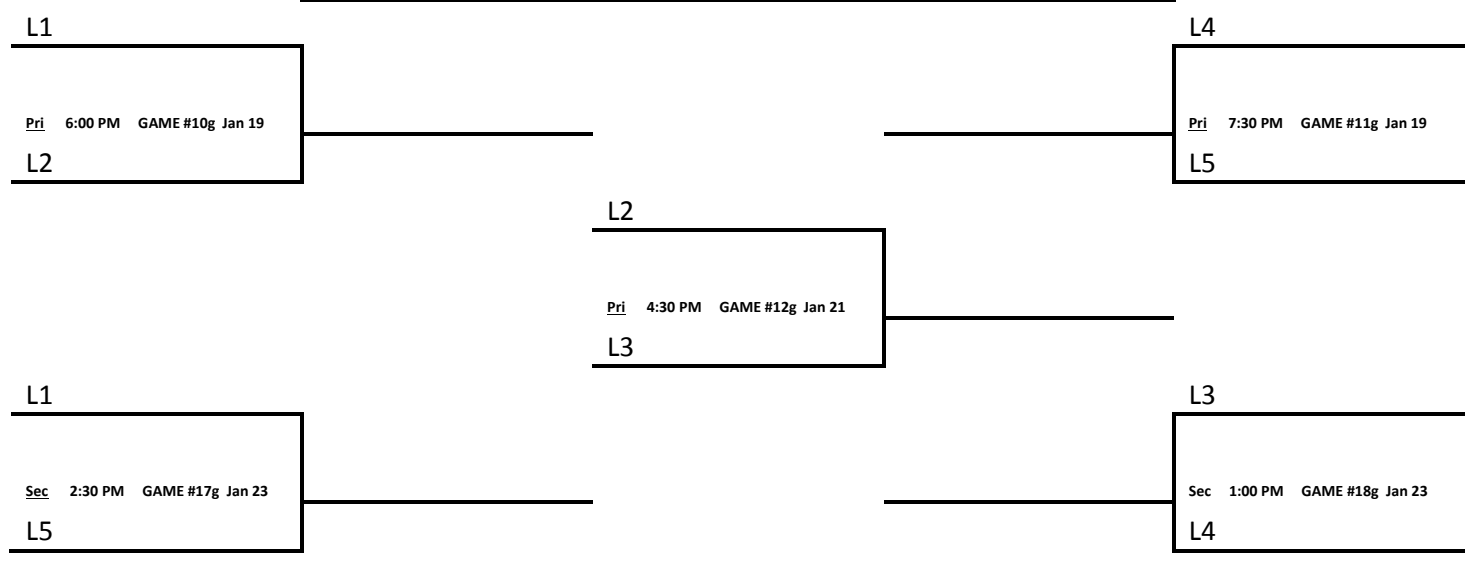 L1
L4
Pri 6:00 PM GAME #10g Jan 19
Pri 7:30 PM GAME #11g Jan 19
L2
L5
L2
Pri 4:30 PM GAME #12g Jan 21
L3
L1
L3
Sec 2:30 PM GAME #17g Jan 23
Sec 1:00 PM GAME #18g Jan 23
L5
L4